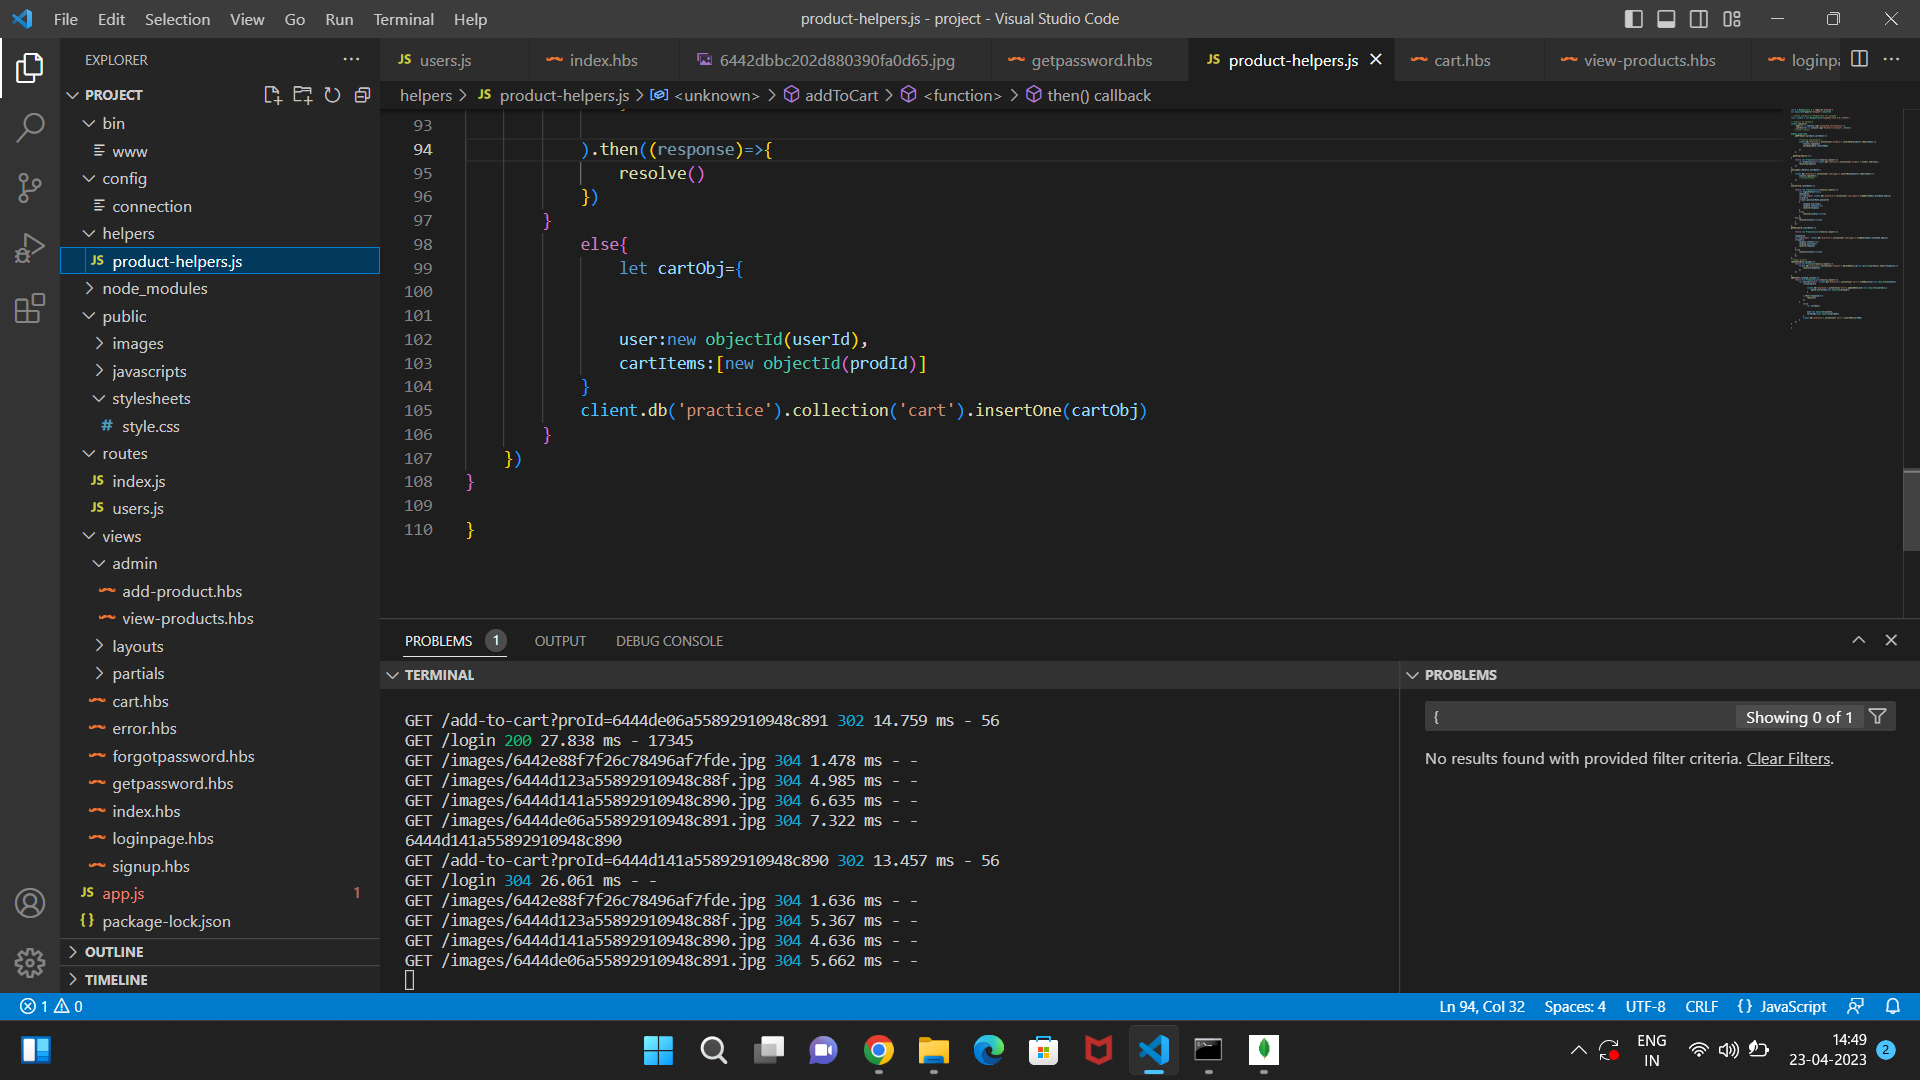 File Edit Selection View Go Run Terminal Help
product-helpers.js - project - Visual Studio Code
EXPLORER
PROJECT
bin
www
config
connection
helpers
product-helpers.js
node_modules
public
images
javascripts
stylesheets
# style.css
routes
JS index.js
JS users.js
views
admin
add-product.hbs
view-products.hbs
layouts
partials
cart.hbs
error.hbs
forgotpassword.hbs
getpassword.hbs
index.hbs
loginpage.hbs
signup.hbs
JS app.js 1
{} package-lock.json
OUTLINE
TIMELINE
JS users.js index.hbs 6442dbbc202d880390fa0d65.jpg getpassword.hbs JS product-helpers.js cart.hbs view-products.hbs loginpa
helpers > JS product-helpers.js > <unknown> > addToCart > <function> > then() callback
93
94 ).then((response)=>{
95 resolve()
96 })
97 }
98 else{
99 let cartObj={
100
101
102 user:new objectId(userId),
103 cartItems:[new objectId(prodId)]
104 }
105 client.db('practice').collection('cart').insertOne(cartObj)
106 }
107 })
108 }
109
110 }
PROBLEMS 1 OUTPUT DEBUG CONSOLE
TERMINAL
GET /add-to-cart?proId=6444de06a55892910948c891 302 14.759 ms - 56
GET /login 200 27.838 ms - 17345
GET /images/6442e88f7f26c78496af7fde.jpg 304 1.478 ms - -
GET /images/6444d123a55892910948c88f.jpg 304 4.985 ms - -
GET /images/6444d141a55892910948c890.jpg 304 6.635 ms - -
GET /images/6444de06a55892910948c891.jpg 304 7.322 ms - -
6444d141a55892910948c890
GET /add-to-cart?proId=6444d141a55892910948c890 302 13.457 ms - 56
GET /login 304 26.061 ms - -
GET /images/6442e88f7f26c78496af7fde.jpg 304 1.636 ms - -
GET /images/6444d123a55892910948c88f.jpg 304 5.367 ms - -
GET /images/6444d141a55892910948c890.jpg 304 4.636 ms - -
GET /images/6444de06a55892910948c891.jpg 304 5.662 ms - -
PROBLEMS
{ Showing 0 of 1
No results found with provided filter criteria. Clear Filters.
1 0
Ln 94, Col 32 Spaces: 4 UTF-8 CRLF {} JavaScript
ENG
IN
14:49
23-04-2023
2